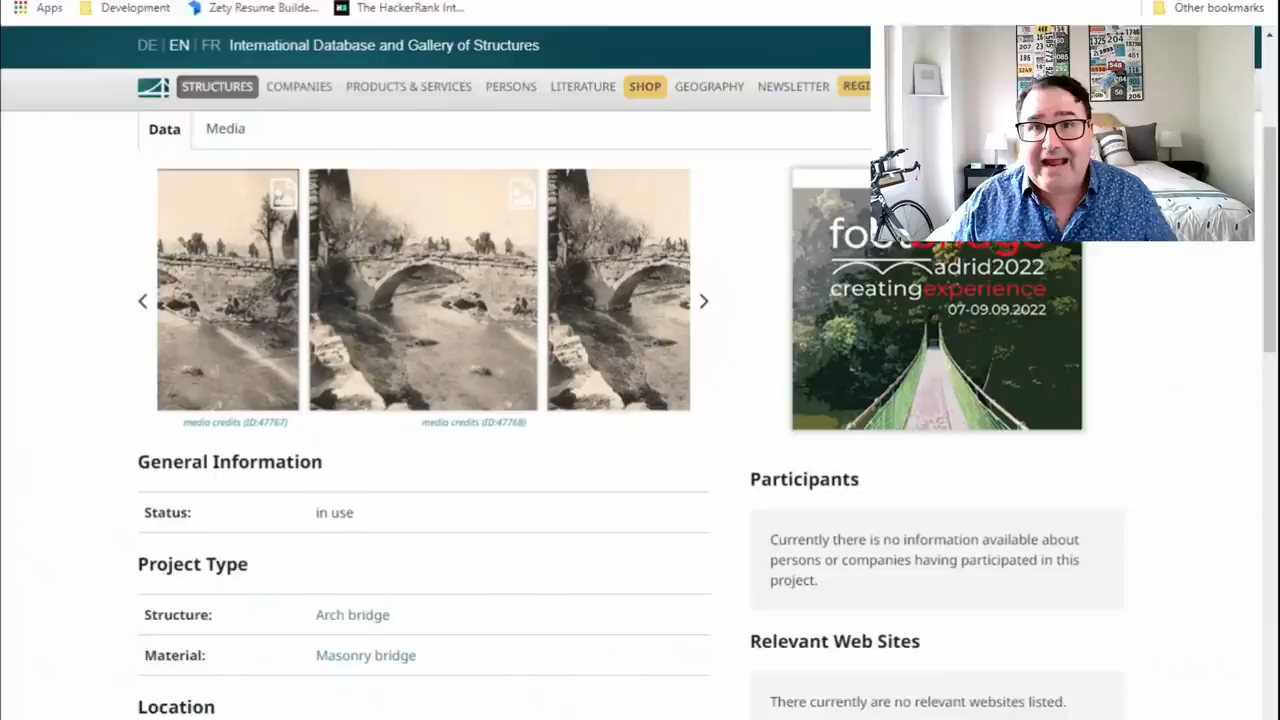 Apps
Development
Zety Resume Builde...
The HackerRank Int...
Other bookmarks
DE | EN | FR International Database and Gallery of Structures
STRUCTURES COMPANIES PRODUCTS & SERVICES PERSONS LITERATURE SHOP GEOGRAPHY NEWSLETTER REGI
Data
Media
adrid2022
creatingexperience
07-09.09.2022
media credits (ID:47767)
media credits (ID:47768)
General Information
Status: in use
Project Type
Structure: Arch bridge
Material: Masonry bridge
Location
Participants
Currently there is no information available about
persons or companies having participated in this
project.
Relevant Web Sites
There currently are no relevant websites listed.